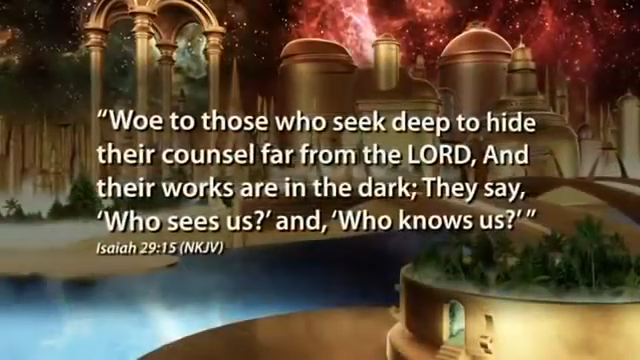 “Woe to those who seek deep to hide
their counsel far from the LORD, And
their works are in the dark; They say,
‘Who sees us?’ and, ‘Who knows us?’ ”
Isaiah 29:15 (NKJV)